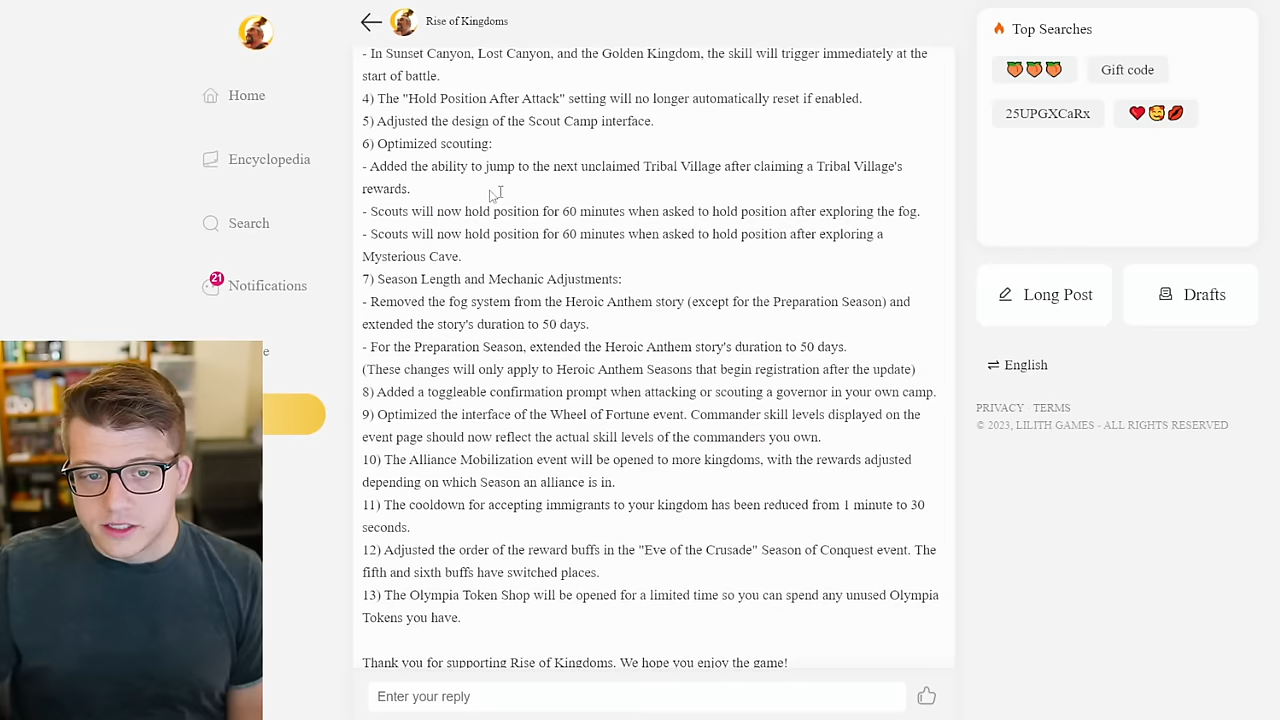 Rise of Kingdoms
- In Sunset Canyon, Lost Canyon, and the Golden Kingdom, the skill will trigger immediately at the
start of battle.
4) The "Hold Position After Attack" setting will no longer automatically reset if enabled.
5) Adjusted the design of the Scout Camp interface.
6) Optimized scouting:
- Added the ability to jump to the next unclaimed Tribal Village after claiming a Tribal Village's
rewards.
- Scouts will now hold position for 60 minutes when asked to hold position after exploring the fog.
- Scouts will now hold position for 60 minutes when asked to hold position after exploring a
Mysterious Cave.
7) Season Length and Mechanic Adjustments:
- Removed the fog system from the Heroic Anthem story (except for the Preparation Season) and
extended the story's duration to 50 days.
- For the Preparation Season, extended the Heroic Anthem story's duration to 50 days.
(These changes will only apply to Heroic Anthem Seasons that begin registration after the update)
8) Added a toggleable confirmation prompt when attacking or scouting a governor in your own camp.
9) Optimized the interface of the Wheel of Fortune event. Commander skill levels displayed on the
event page should now reflect the actual skill levels of the commanders you own.
10) The Alliance Mobilization event will be opened to more kingdoms, with the rewards adjusted
depending on which Season an alliance is in.
11) The cooldown for accepting immigrants to your kingdom has been reduced from 1 minute to 30
seconds.
12) Adjusted the order of the reward buffs in the "Eve of the Crusade" Season of Conquest event. The
fifth and sixth buffs have switched places.
13) The Olympia Token Shop will be opened for a limited time so you can spend any unused Olympia
Tokens you have.
Thank you for supporting Rise of Kingdoms. We hope you enjoy the game!
Enter your reply
Home
Encyclopedia
Search
21
Notifications
e
Top Searches
🍑🍑🍑
Gift code
25UPGXCaRx
❤️🥰💋
Long Post
Drafts
English
PRIVACY · TERMS
© 2023, LILITH GAMES - ALL RIGHTS RESERVED